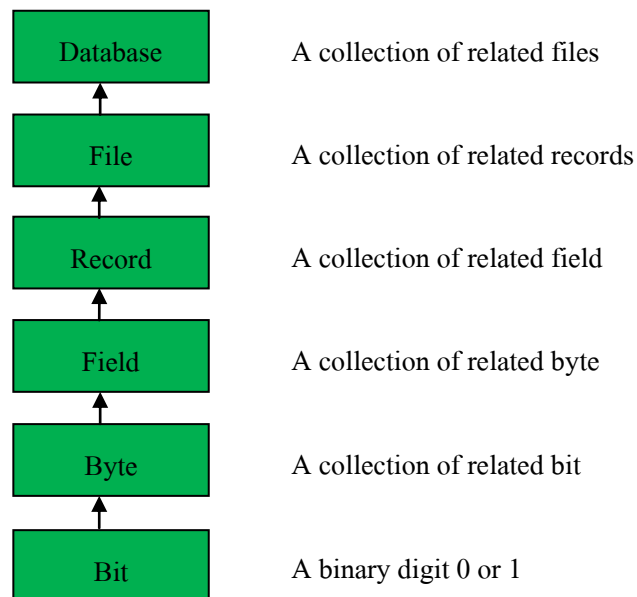 Database A collection of related files
File A collection of related records
Record A collection of related field
Field A collection of related byte
Byte A collection of related bit
Bit A binary digit 0 or 1